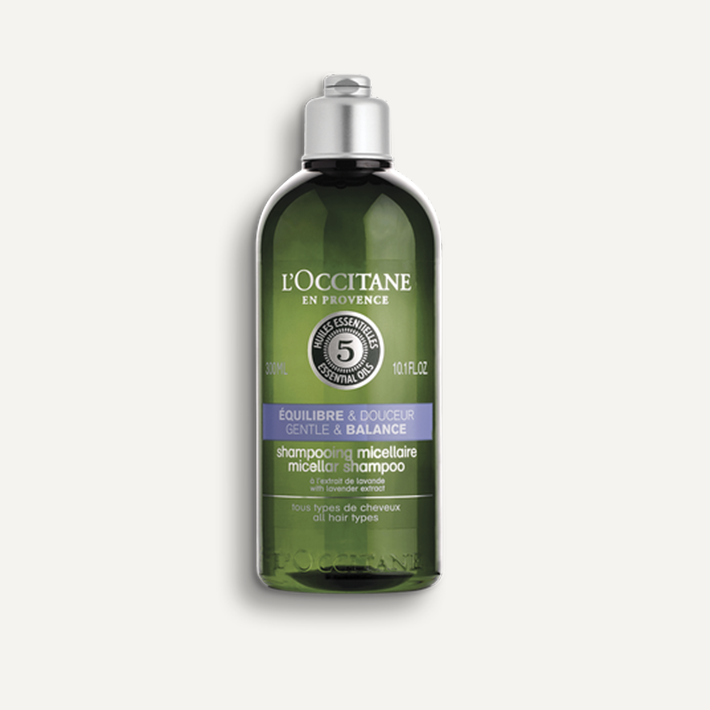 L'OCCITANE
EN PROVENCE
HUILES ESSENTIELLES
5
ESSENTIAL OILS
300ML
10.1FL.OZ
ÉQUILIBRE & DOUCEUR
GENTLE & BALANCE
shampooing micellaire
micellar shampoo
à l'extrait de lavande
with lavender extract
tous types de cheveux
all hair types
L'OCCITANE